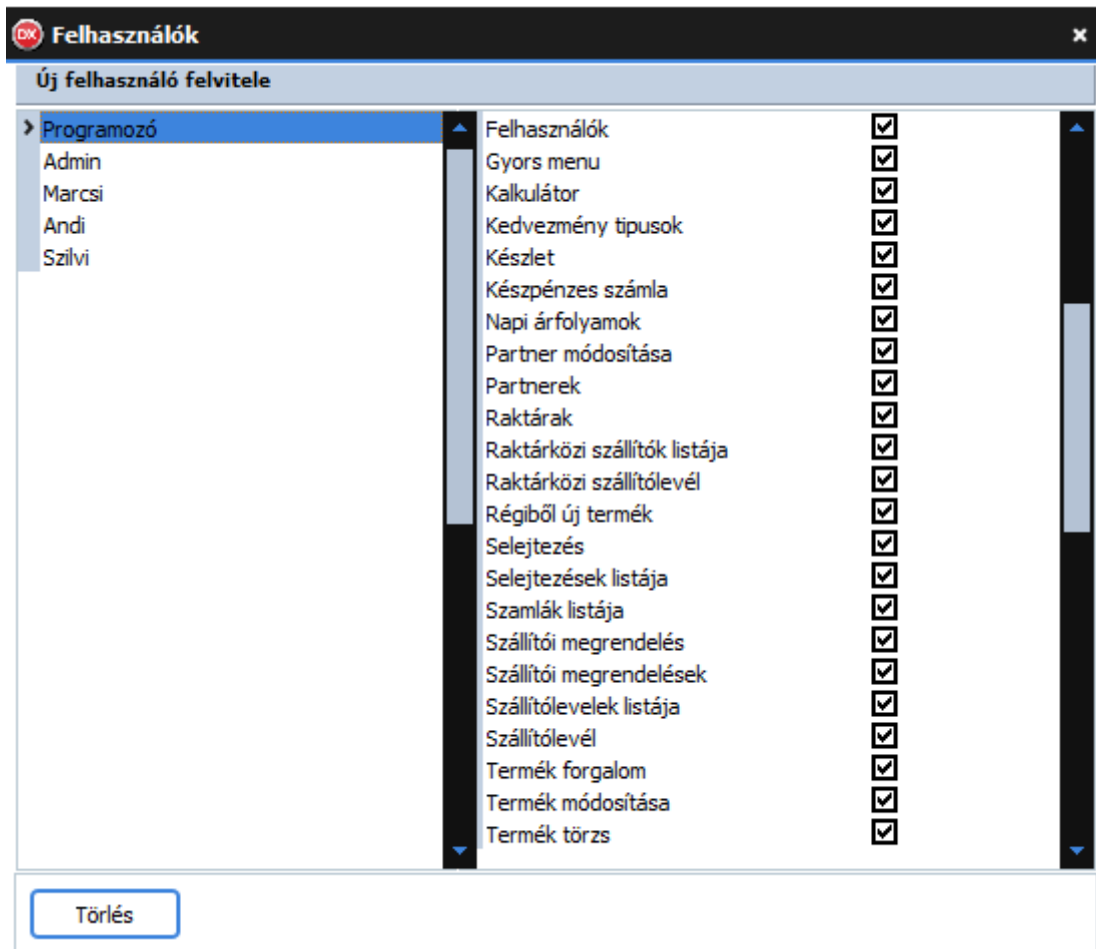 DX Felhasználók
Új felhasználó felvitele
Programozó
Admin
Marcsi
Andi
Szilvi
Felhasználók
Gyors menu
Kalkulátor
Kedvezmény tipusok
Készlet
Készpénzes számla
Napi árfolyamok
Partner módosítása
Partnerek
Raktárak
Raktárközi szállítók listája
Raktárközi szállítólevél
Régiből új termék
Selejtezés
Selejtezések listája
Szamlák listája
Szállítói megrendelés
Szállítói megrendelések
Szállítólevelek listája
Szállítólevél
Termék forgalom
Termék módosítása
Termék törzs
Törlés